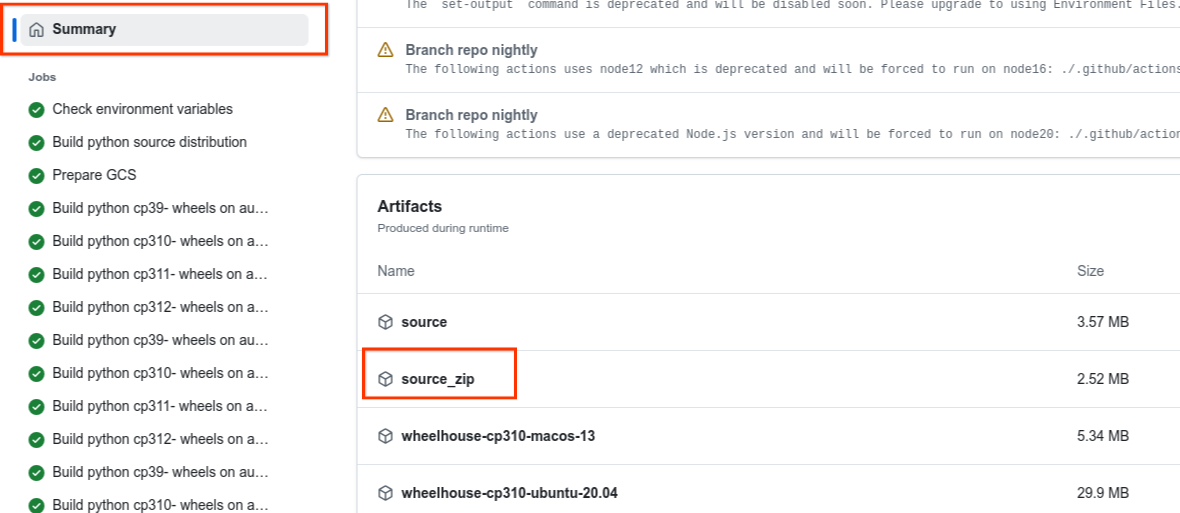 Summary
Jobs
Check environment variables
Build python source distribution
Prepare GCS
Build python cp39- wheels on au...
Build python cp310- wheels on a...
Build python cp311- wheels on a...
Build python cp312- wheels on a...
Build python cp39- wheels on au...
Build python cp310- wheels on a...
Build python cp311- wheels on a...
Build python cp312- wheels on a...
Build python cp39- wheels on au...
Build python cp310- wheels on a...
The `set-output` command is deprecated and will be disabled soon. Please upgrade to using Environment Files.
Branch repo nightly
The following actions uses node12 which is deprecated and will be forced to run on node16: ./.github/actions
Branch repo nightly
The following actions use a deprecated Node.js version and will be forced to run on node20: ./.github/action
Artifacts
Produced during runtime
Name Size
source 3.57 MB
source_zip 2.52 MB
wheelhouse-cp310-macos-13 5.34 MB
wheelhouse-cp310-ubuntu-20.04 29.9 MB